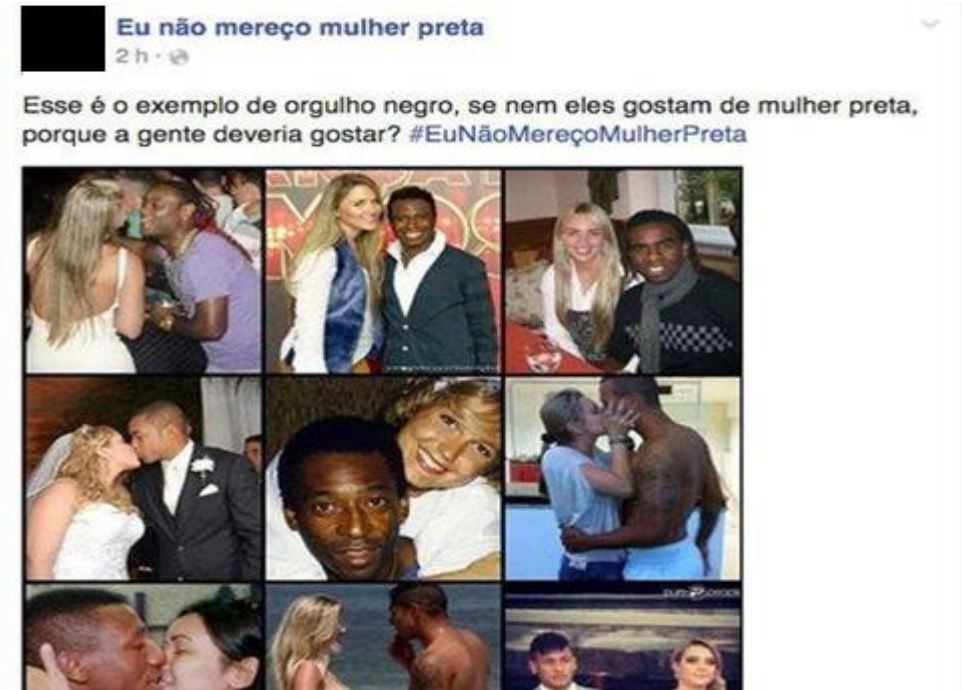 Eu não mereço mulher preta
2 h ·
Esse é o exemplo de orgulho negro, se nem eles gostam de mulher preta,
porque a gente deveria gostar? #EuNãoMereçoMulherPreta